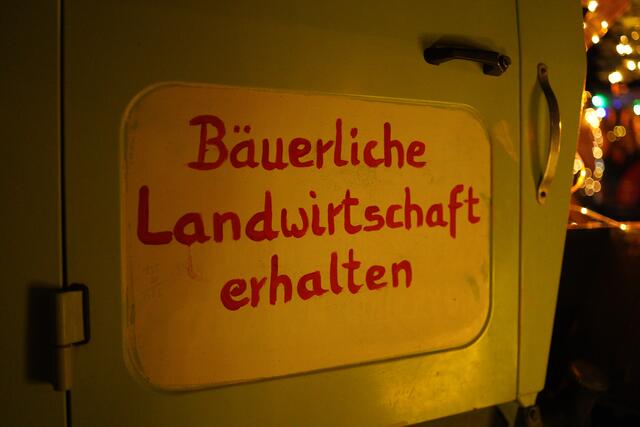 Bäuerliche
Landwirtschaft
erhalten